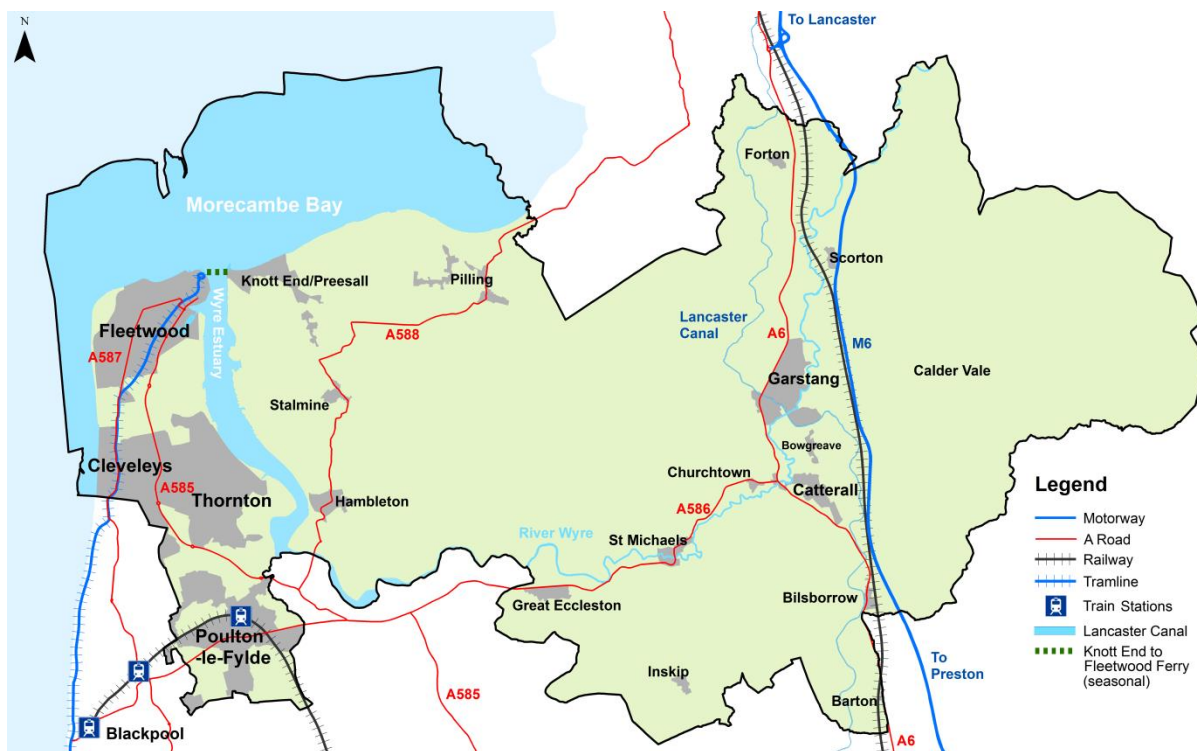 N
To Lancaster
Forton
Morecambe Bay
Scorton
Knott End/Preesall
Pilling
Wyre Estuary
Lancaster
Canal
A6
M6
Fleetwood
A587
A588
Garstang
Calder Vale
Stalmine
Bowgreave
Cleveleys
A585
Thornton
Churchtown
Catterall
Hambleton
A586
River Wyre
St Michaels
Great Eccleston
Bilsborrow
Poulton
-le-Fylde
Inskip
To
Preston
A585
Barton
Blackpool
A6
Legend
Motorway
A Road
Railway
Tramline
Train Stations
Lancaster Canal
Knott End to
Fleetwood Ferry
(seasonal)